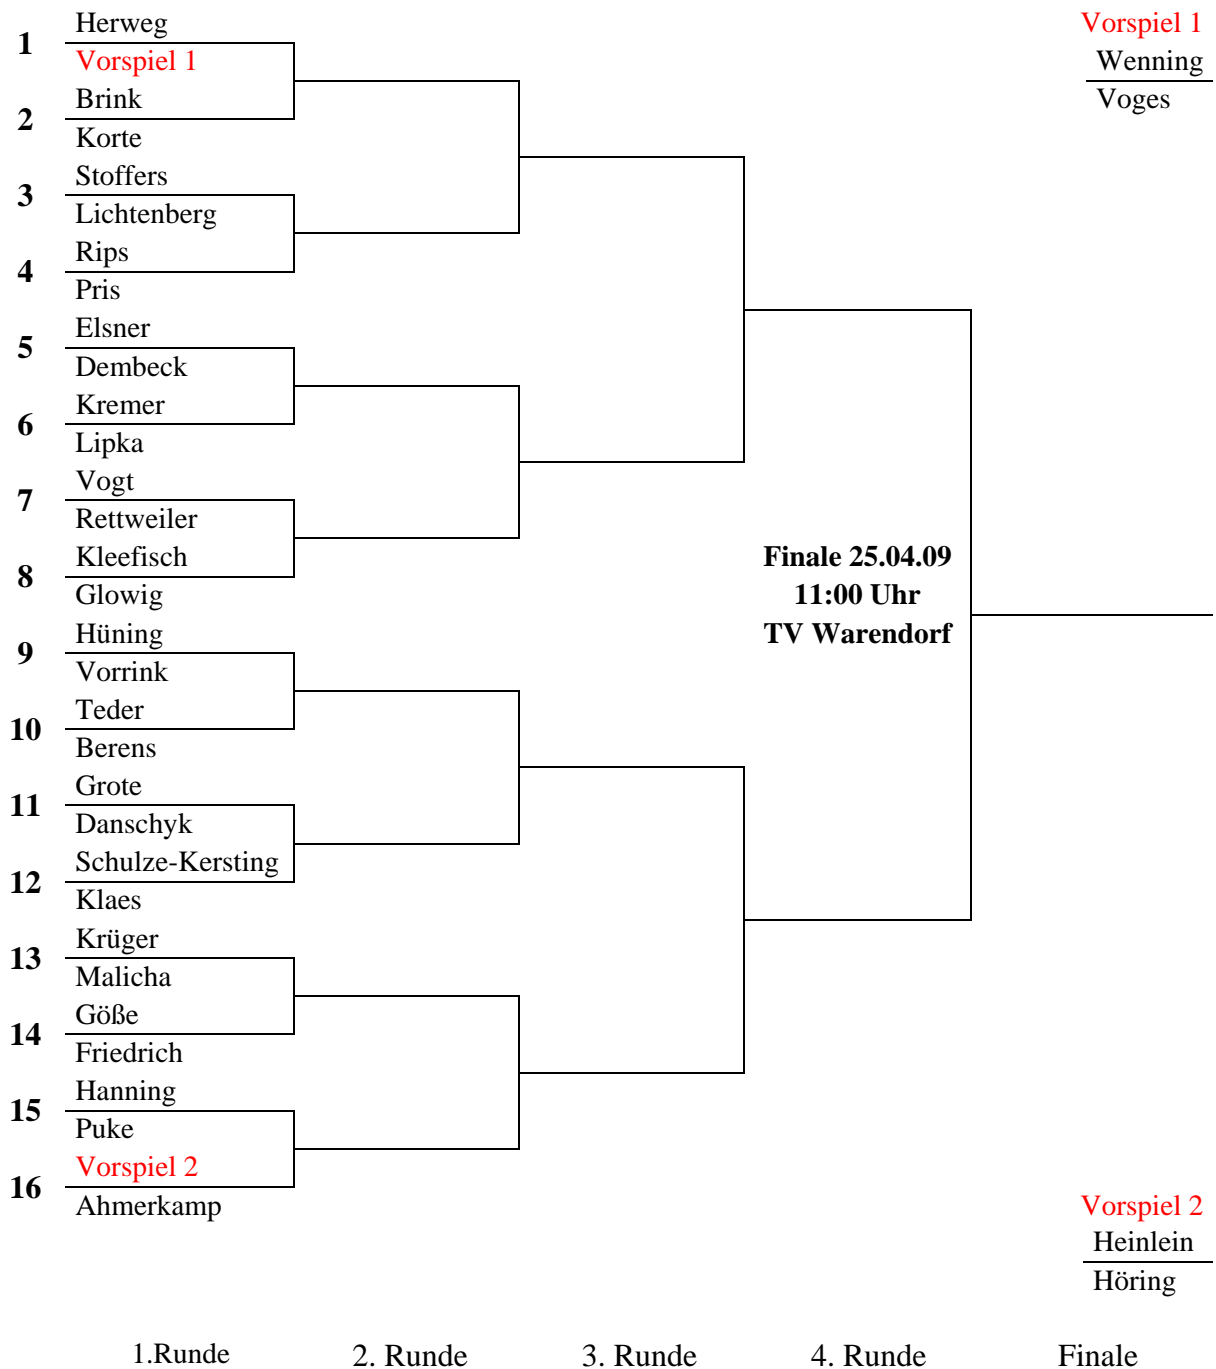 1
Herweg
Vorspiel 1
2
Brink
Korte
3
Stoffers
Lichtenberg
4
Rips
Pris
5
Elsner
Dembeck
6
Kremer
Lipka
7
Vogt
Rettweiler
8
Kleefisch
Glowig
9
Hüning
Vorrink
10
Teder
Berens
11
Grote
Danschyk
12
Schulze-Kersting
Klaes
13
Krüger
Malicha
14
Göße
Friedrich
15
Hanning
Puke
16
Vorspiel 2
Ahmerkamp
Finale 25.04.09
11:00 Uhr
TV Warendorf
Vorspiel 1
Wenning
Voges
Vorspiel 2
Heinlein
Höring
1.Runde
2. Runde
3. Runde
4. Runde
Finale